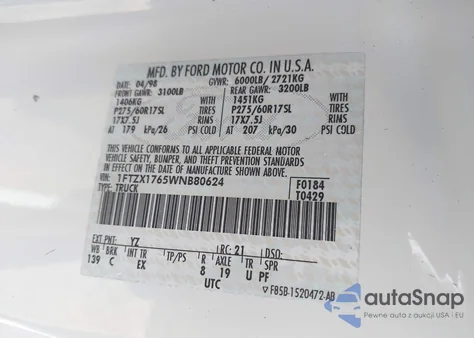 MFD. BY FORD MOTOR CO. IN U.S.A.
DATE: 04/98 GVWR: 6000LB/ 2721KG
FRONT GAWR: 3100LB REAR GAWR: 3200LB
1406KG WITH 1451KG WITH
P275/60R17SL TIRES P275/60R17SL TIRES
17X7.5J RIMS 17X7.5J RIMS
AT 179 kPa/26 PSI COLD AT 207 kPa/30 PSI COLD
THIS VEHICLE CONFORMS TO ALL APPLICABLE FEDERAL MOTOR
VEHICLE SAFETY, BUMPER, AND THEFT PREVENTION STANDARDS IN
EFFECT ON THE DATE OF MANUFACTURE SHOWN ABOVE.
VIN: 1FTZX1765WNB80624
TYPE: TRUCK
F0184
T0429
EXT PNT: YZ RC: 21 DSO:
WB BRK INT TR TP/PS R AXLE TR SPR
139 C EX 8 19 U PF
UTC
▽ F85B-1520472-AB
autoSnap
Pewne auta z USA i EU